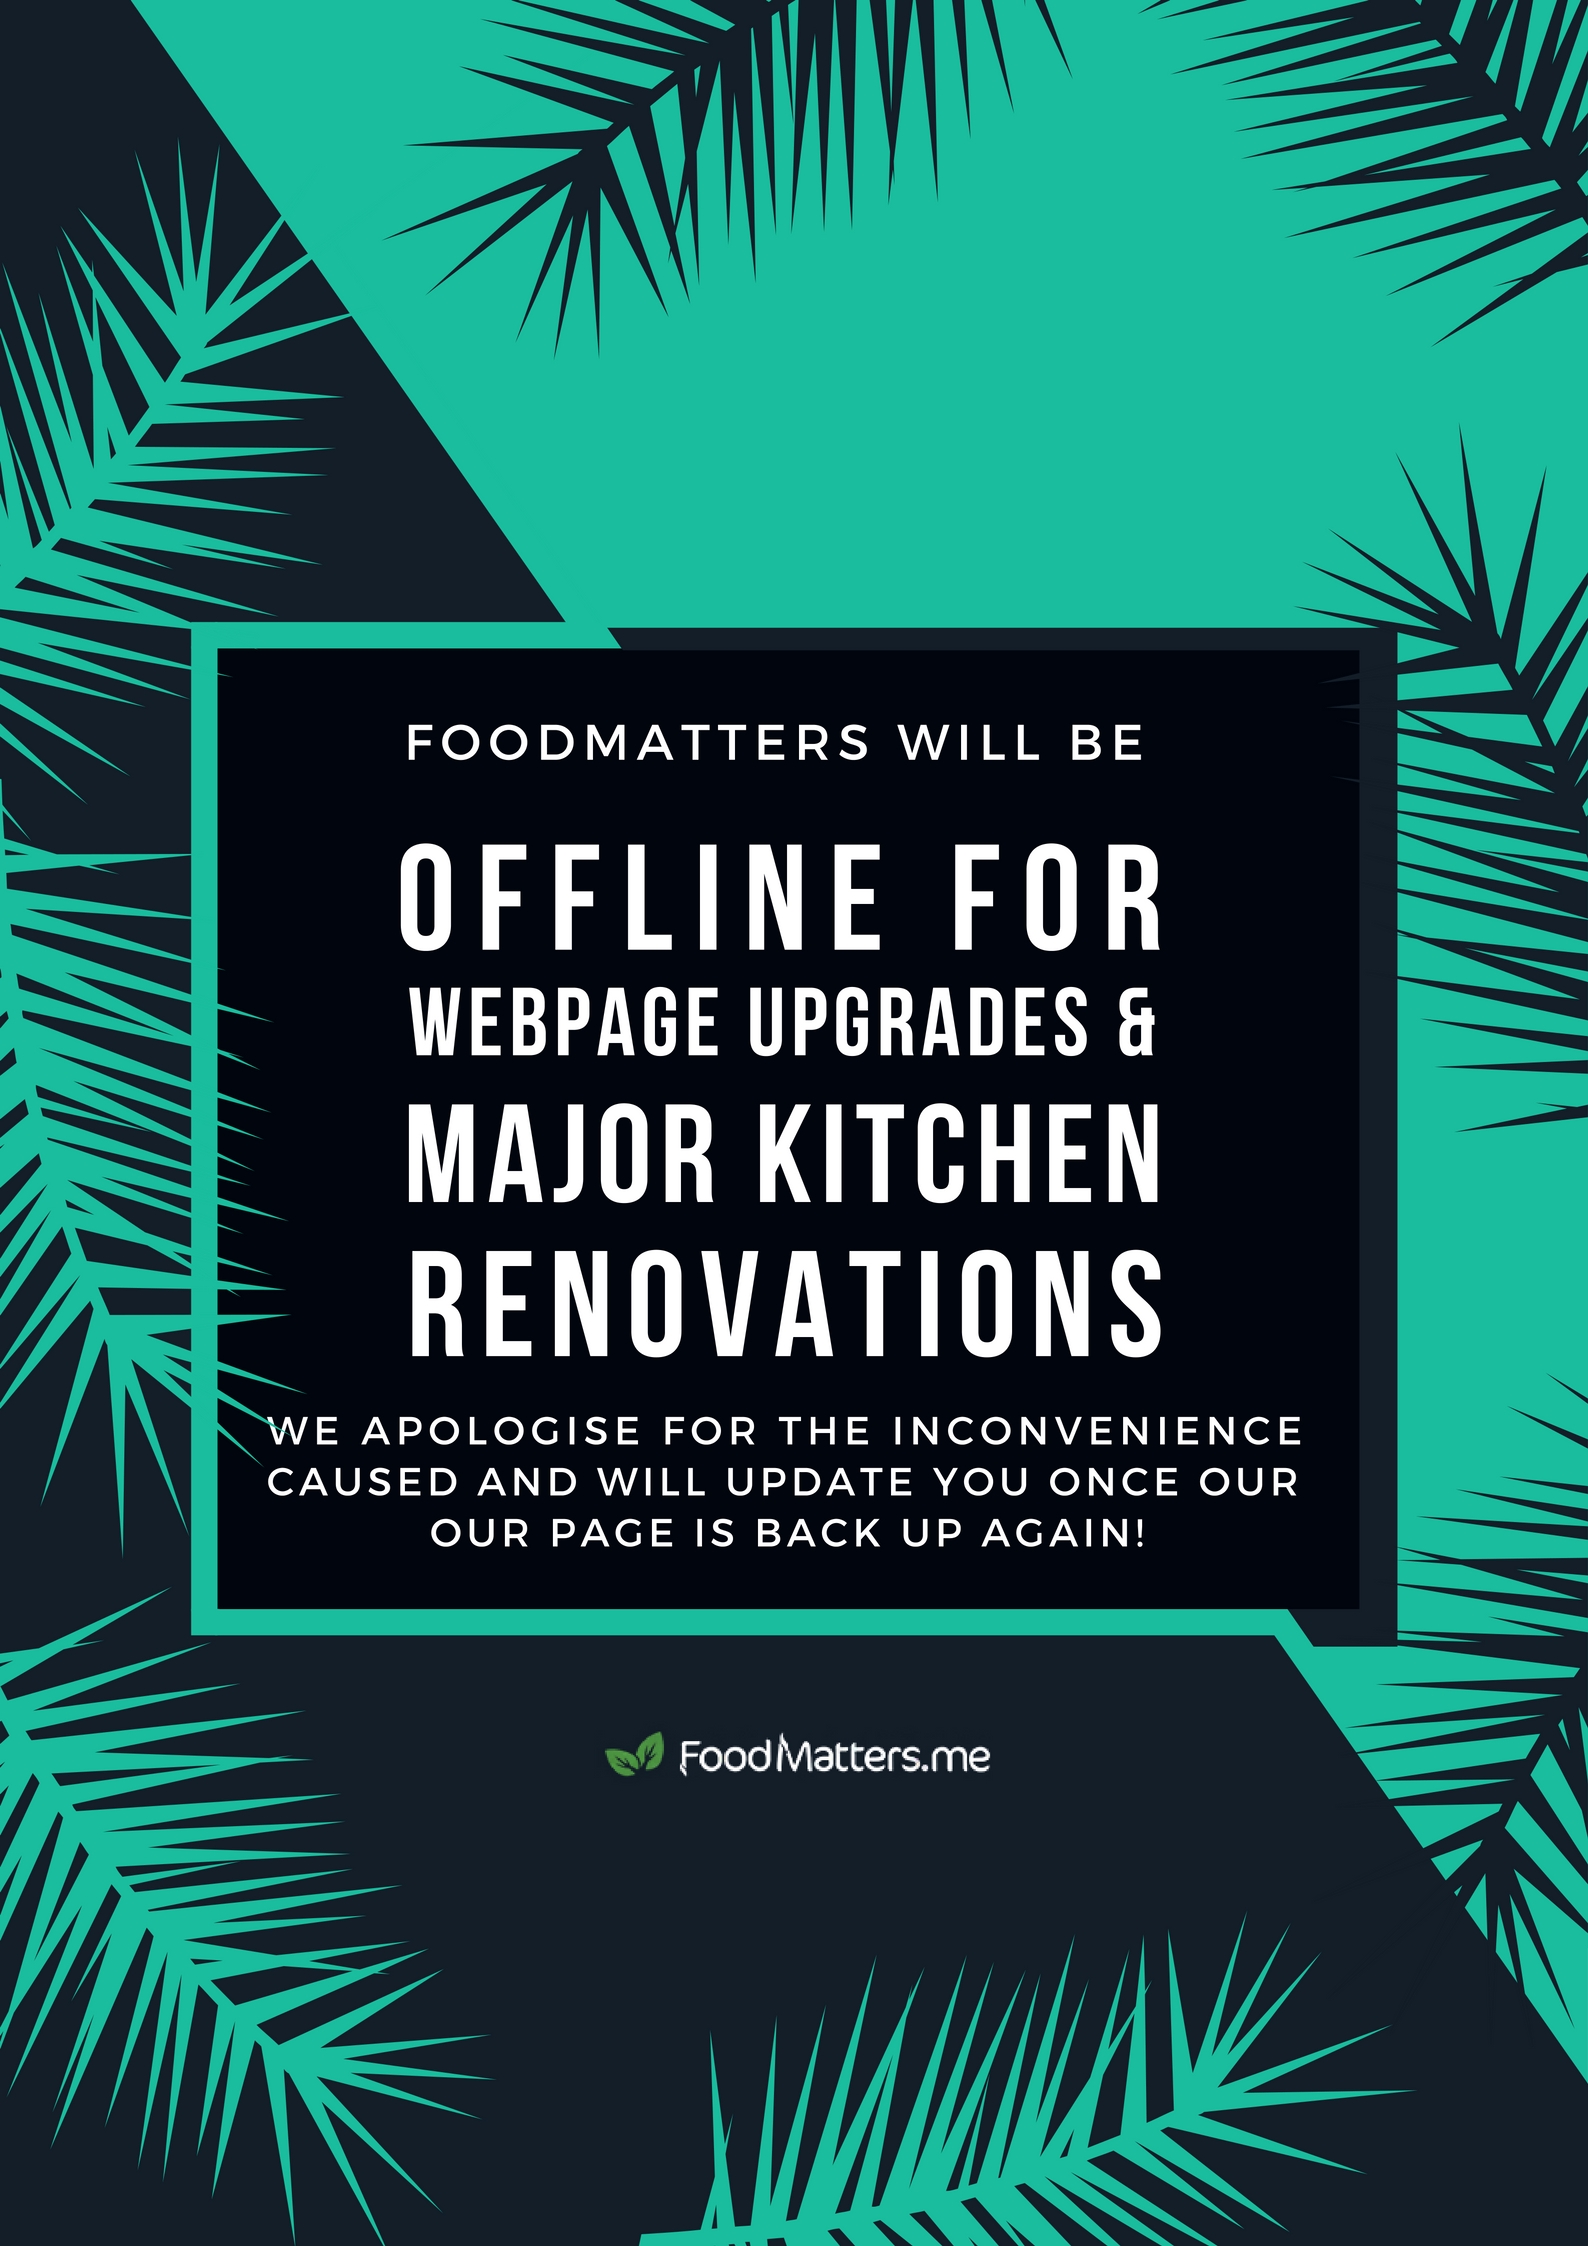 FOODMATTERS WILL BE
OFFLINE FOR
WEBPAGE UPGRADES &
MAJOR KITCHEN
RENOVATIONS
WE APOLOGISE FOR THE INCONVENIENCE
CAUSED AND WILL UPDATE YOU ONCE OUR
OUR PAGE IS BACK UP AGAIN!
FoodMatters.me